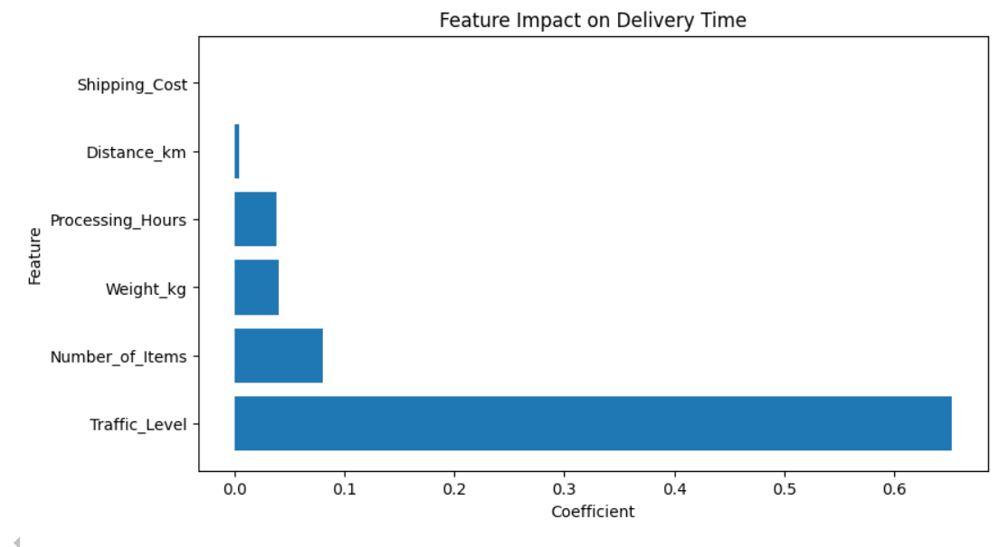 Feature Impact on Delivery Time
Shipping_Cost
Distance_km
Processing_Hours
Weight_kg
Number_of_Items
Traffic_Level
Feature
0.0 0.1 0.2 0.3 0.4 0.5 0.6
Coefficient